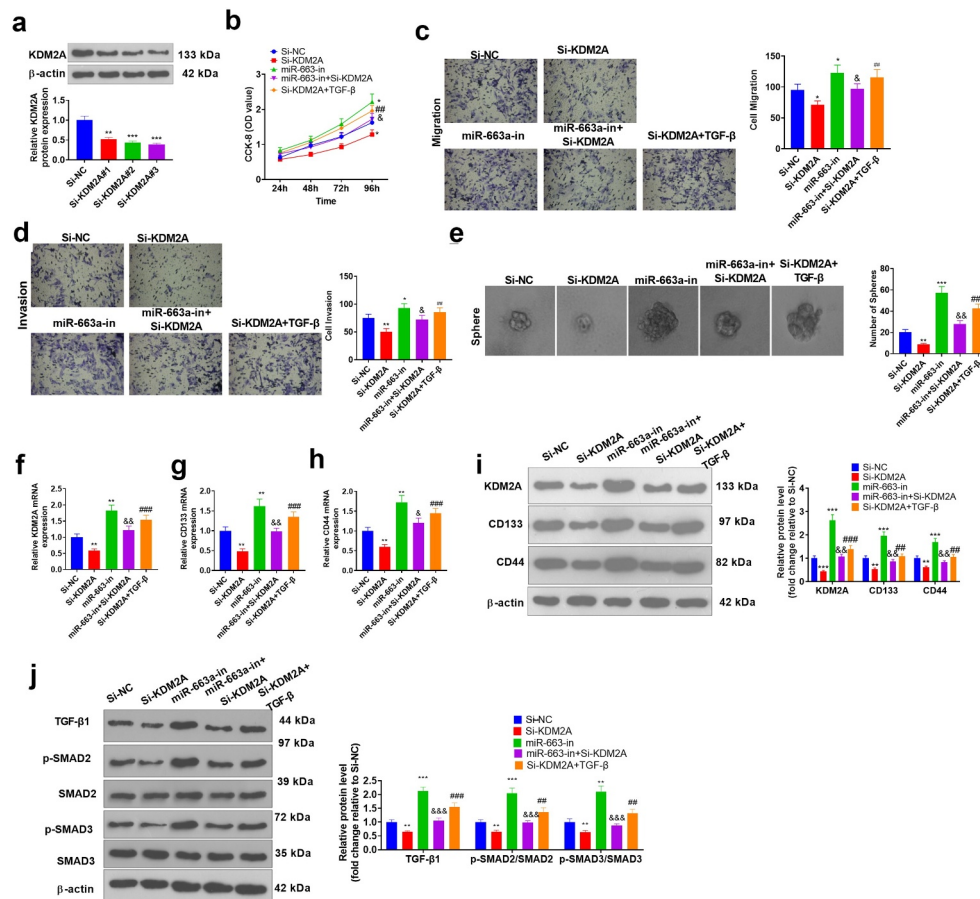 a
KDM2A
133 kDa
β-actin
42 kDa
Relative KDM2A
protein expression
1.5
1.0
0.5
0.0
**
***
***
Si-NC
Si-KDM2A#1
Si-KDM2A#2
Si-KDM2A#3
b
Si-NC
Si-KDM2A
miR-663-in
miR-663-in+Si-KDM2A
Si-KDM2A+TGF-β
CCK-8 (OD value)
3
2
1
0
*
##
&
*
24h
48h
72h
96h
Time
c
Migration
Si-NC
Si-KDM2A
miR-663a-in
miR-663a-in+
Si-KDM2A
Si-KDM2A+TGF-β
Cell Migration
200
150
100
50
0
*
*
&
##
Si-NC
Si-KDM2A
miR-663-in
miR-663-in+Si-KDM2A
Si-KDM2A+TGF-β
d
Invasion
Si-NC
Si-KDM2A
miR-663a-in
miR-663a-in+
Si-KDM2A
Si-KDM2A+TGF-β
Cell Invasion
150
100
75
50
25
0
**
*
&
##
Si-NC
Si-KDM2A
miR-663-in
miR-663-in+Si-KDM2A
Si-KDM2A+TGF-β
e
Sphere
Si-NC
Si-KDM2A
miR-663a-in
miR-663a-in+
Si-KDM2A
Si-KDM2A+
TGF-β
Number of Spheres
80
60
40
20
0
**
***
&&
##
Si-NC
Si-KDM2A
miR-663-in
miR-663-in+Si-KDM2A
Si-KDM2A+TGF-β
f
Relative KDM2A mRNA
expression
2.5
2.0
1.5
1.0
0.5
0.0
**
**
&&
###
Si-NC
Si-KDM2A
miR-663-in
miR-663-in+Si-KDM2A
Si-KDM2A+TGF-β
g
Relative CD133 mRNA
expression
2.0
1.5
1.0
0.5
0.0
**
**
&&
###
Si-NC
Si-KDM2A
miR-663-in
miR-663-in+Si-KDM2A
Si-KDM2A+TGF-β
h
Relative CD44 mRNA
expression
2.0
1.5
1.0
0.5
0.0
**
**
&
###
Si-NC
Si-KDM2A
miR-663-in
miR-663-in+Si-KDM2A
Si-KDM2A+TGF-β
i
Si-NC
Si-KDM2A
miR-663a-in
miR-663a-in+
Si-KDM2A
Si-KDM2A+
TGF-β
KDM2A
133 kDa
CD133
97 kDa
CD44
82 kDa
β-actin
42 kDa
Si-NC
Si-KDM2A
miR-663-in
miR-663-in+Si-KDM2A
Si-KDM2A+TGF-β
Relative protein level
(fold change relative to Si-NC)
4
3
2
1
0
***
***
&&
###
**
***
&&
##
**
***
&&
##
KDM2A
CD133
CD44
j
Si-NC
Si-KDM2A
miR-663a-in
miR-663a-in+
Si-KDM2A
Si-KDM2A+
TGF-β
TGF-β1
44 kDa
97 kDa
p-SMAD2
39 kDa
SMAD2
72 kDa
p-SMAD3
35 kDa
SMAD3
β-actin
42 kDa
Si-NC
Si-KDM2A
miR-663-in
miR-663-in+Si-KDM2A
Si-KDM2A+TGF-β
Relative protein level
(fold change relative to Si-NC)
2.5
2.0
1.5
1.0
0.5
0.0
**
***
&&&
###
**
***
&&&
##
**
**
&&&
##
TGF-β1
p-SMAD2/SMAD2
p-SMAD3/SMAD3